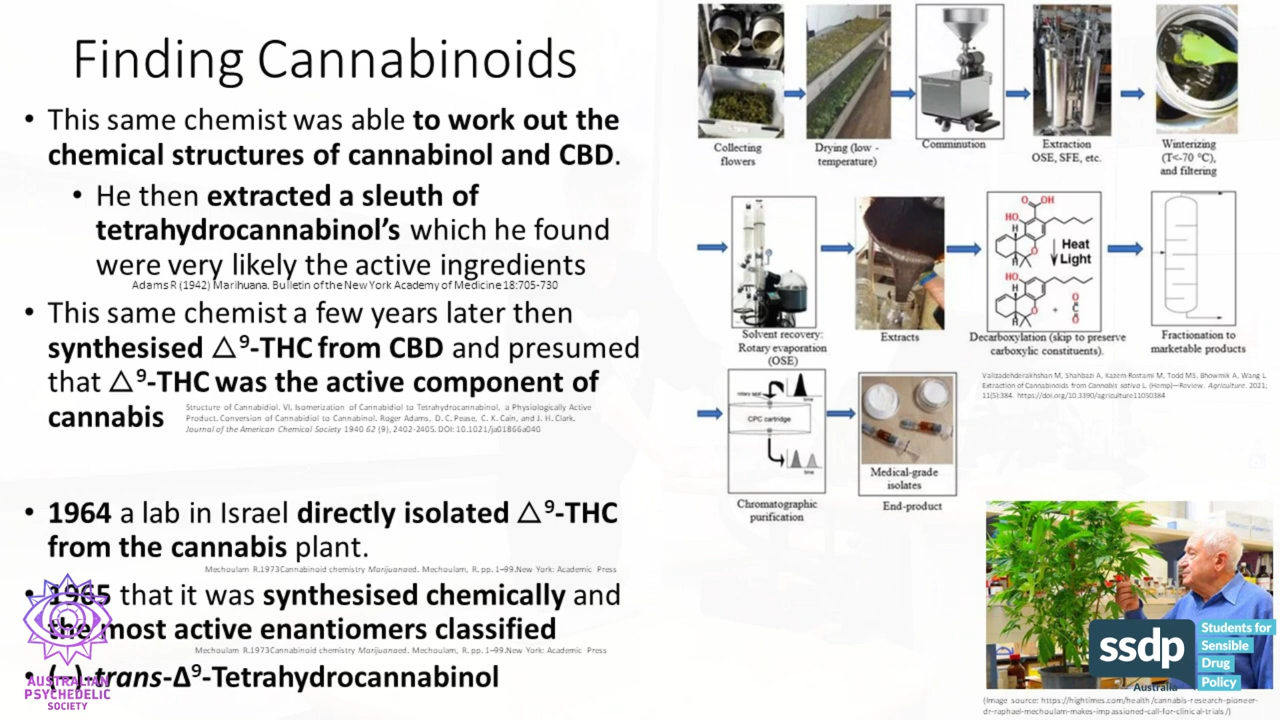 Finding Cannabinoids
• This same chemist was able to work out the
chemical structures of cannabinol and CBD.
• He then extracted a sleuth of
tetrahydrocannabinol’s which he found
were very likely the active ingredients
Adams R (1942) Marihuana. Bulletin of the New York Academy of Medicine 18:705-730
• This same chemist a few years later then
synthesised △⁹-THC from CBD and presumed
that △⁹-THC was the active component of
cannabis
Structure of Cannabidiol. VI. Isomerization of Cannabidiol to Tetrahydrocannabinol, a Physiologically Active
Product. Conversion of Cannabidiol to Cannabinol. Roger Adams, D. C. Pease, C. K. Cain, and J. H. Clark.
Journal of the American Chemical Society 1940 62 (9), 2402-2405. DOI: 10.1021/ja01866a040
• 1964 a lab in Israel directly isolated △⁹-THC
from the cannabis plant.
Mechoulam R.1973Cannabinoid chemistry Marijuanaed. Mechoulam, R. pp. 1–99.New York: Academic Press
• 1965 that it was synthesised chemically and
the most active enantiomers classified
Mechoulam R.1973Cannabinoid chemistry Marijuanaed. Mechoulam, R. pp. 1–99.New York: Academic Press
• (-)-trans-Δ⁹-Tetrahydrocannabinol
AUSTRALIAN
PSYCHEDELIC
SOCIETY
Collecting
flowers
Drying (low -
temperature)
Comminution
Extraction
OSE, SFE, etc.
Winterizing
(T<-70 °C),
and filtering
Solvent recovery:
Rotary evaporation
(OSE)
Extracts
HO
O
OH
O
H
H
Heat
Light
HO
H
H
O
+
O
C
O
Decarboxylation (skip to preserve
carboxylic constituents).
Fractionation to
marketable products
Valizadehderakhshan M, Shahbazi A, Kazem-Rostami M, Todd MS, Bhowmik A, Wang L.
Extraction of Cannabinoids from Cannabis sativa L. (Hemp)—Review. Agriculture. 2021;
11(5):384. https://doi.org/10.3390/agriculture11050384
time
CPC cartridge
time
Chromatographic
purification
Medical-grade
isolates
End-product
ssdp
Australia
Students for
Sensible
Drug
Policy
(Image source: https://hightimes.com/health/cannabis-research-pioneer-
dr-raphael-mechoulam-makes-impassioned-call-for-clinical-trials/)